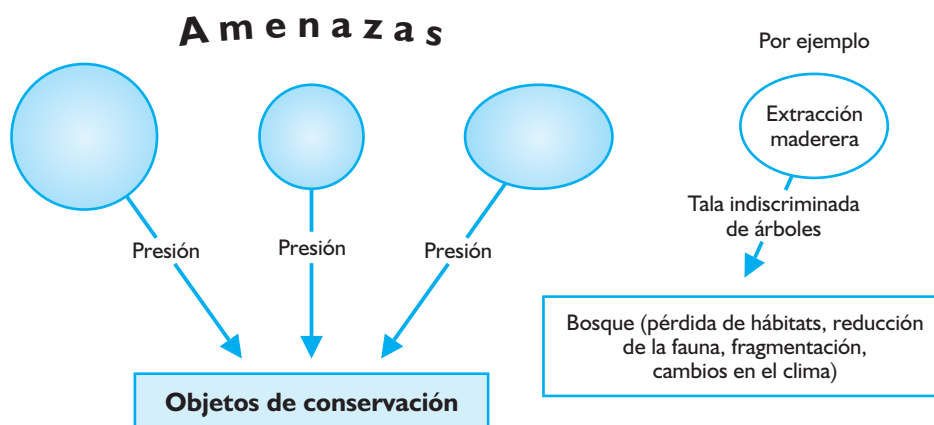 Amenazas
Presión
Presión
Presión
Objetos de conservación
Por ejemplo
Extracción
maderera
Tala indiscriminada
de árboles
Bosque (pérdida de hábitats, reducción
de la fauna, fragmentación,
cambios en el clima)